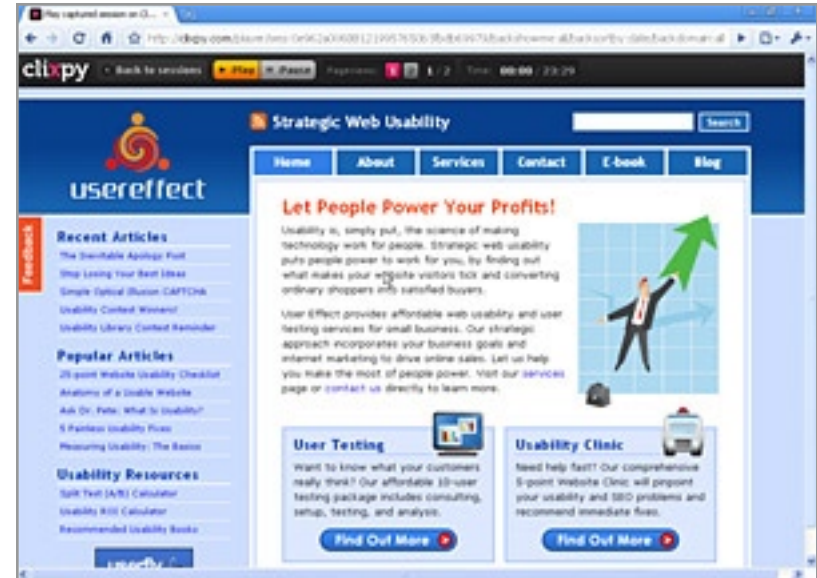 Play captured session on Cl...
clixpy
Back to sessions
Play
Pause
Pageviews:
1 / 2
Time:
00:00 / 23:29
usereffect
Strategic Web Usability
Search
Home
About
Services
Contact
E-book
Blog
Feedback
Recent Articles
The Inevitable Apology Post
Stop Losing Your Best Ideas
Simple Optical Illusion CAPTCHA
Usability Contest Winners!
Usability Library Contest Reminder
Popular Articles
25-point Website Usability Checklist
Anatomy of a Usable Website
Ask Dr. Pete: What Is Usability?
5 Painless Usability Fixes
Measuring Usability: The Basics
Usability Resources
Split Test (A/B) Calculator
Usability ROI Calculator
Recommended Usability Books
userfly
Let People Power Your Profits!
Usability is, simply put, the science of making
technology work for people. Strategic web usability
puts people power to work for you, by finding out
what makes your website visitors tick and converting
ordinary shoppers into satisfied buyers.
User Effect provides affordable web usability and user
testing services for small business. Our strategic
approach incorporates your business goals and
internet marketing to drive online sales. Let us help
you make the most of people power. Visit our services
page or contact us directly to learn more.
User Testing
Want to know what your customers
really think? Our affordable 10-user
testing package includes consulting,
setup, testing, and analysis.
Find Out More
Usability Clinic
Need help fast? Our comprehensive
5-point Website Clinic will pinpoint
your usability and SEO problems and
recommend immediate fixes.
Find Out More